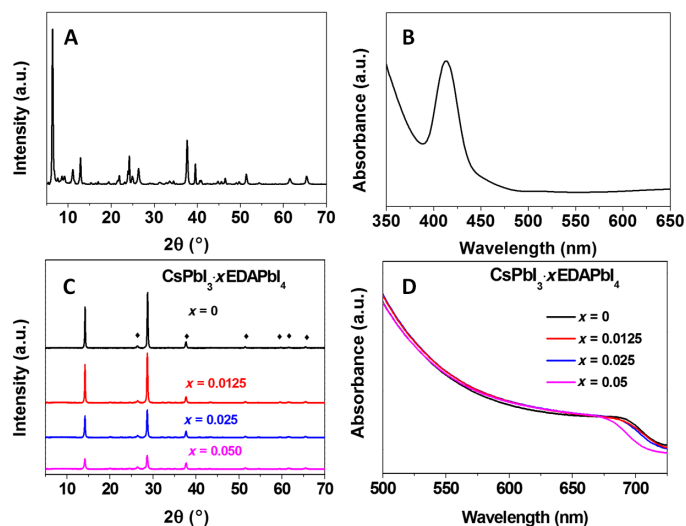 A
Intensity (a.u.)
10 20 30 40 50 60 70
2θ (°)
B
Absorbance (a.u.)
350 400 450 500 550 600 650
Wavelength (nm)
C
CsPbI₃·xEDAPbI₄
x = 0
x = 0.0125
x = 0.025
x = 0.050
Intensity (a.u.)
10 20 30 40 50 60 70
2θ (°)
D
CsPbI₃·xEDAPbI₄
x = 0
x = 0.0125
x = 0.025
x = 0.05
Absorbance (a.u.)
500 550 600 650 700
Wavelength (nm)